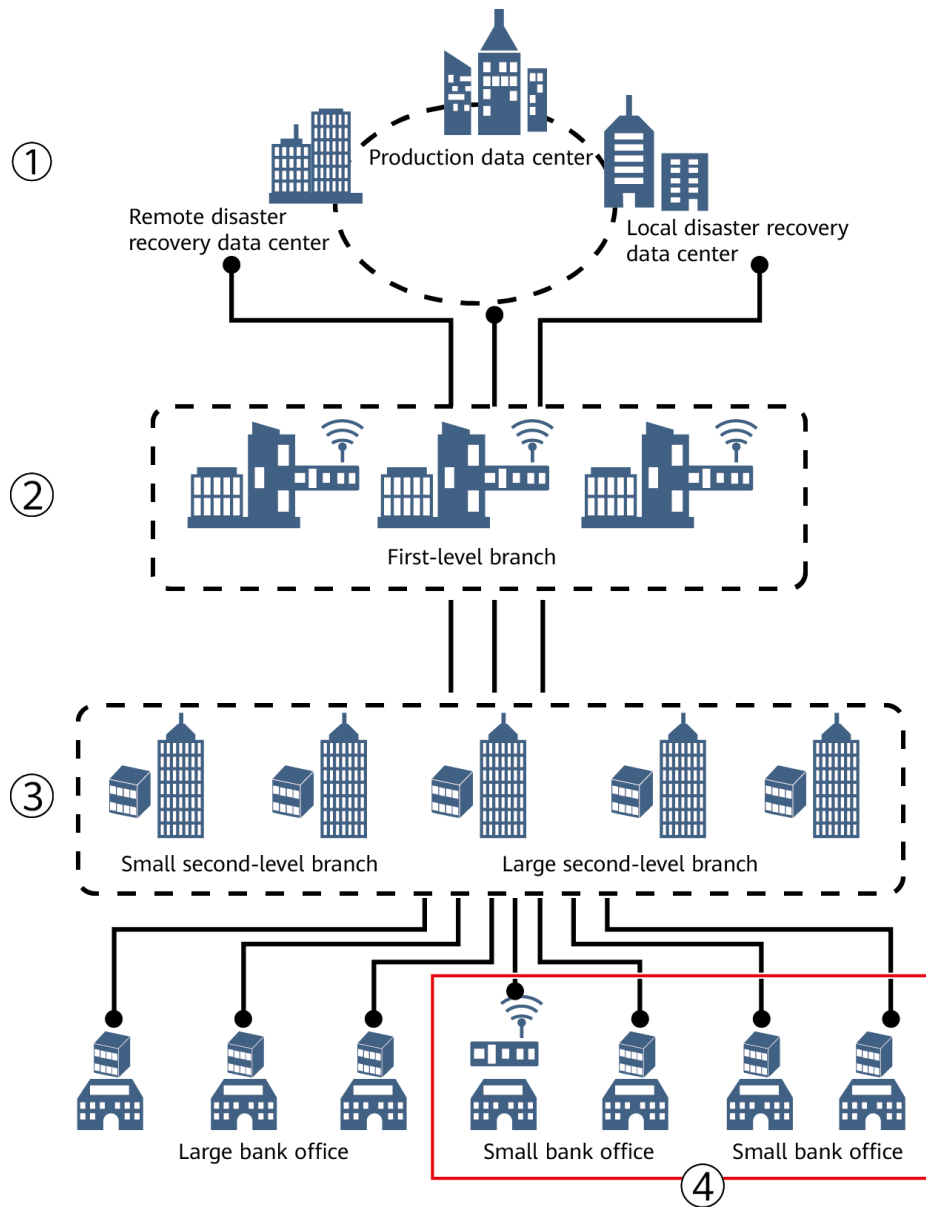 Production data center
①
Remote disaster
recovery data center
Local disaster recovery
data center
②
First-level branch
③
Small second-level branch
Large second-level branch
Large bank office
Small bank office
Small bank office
④